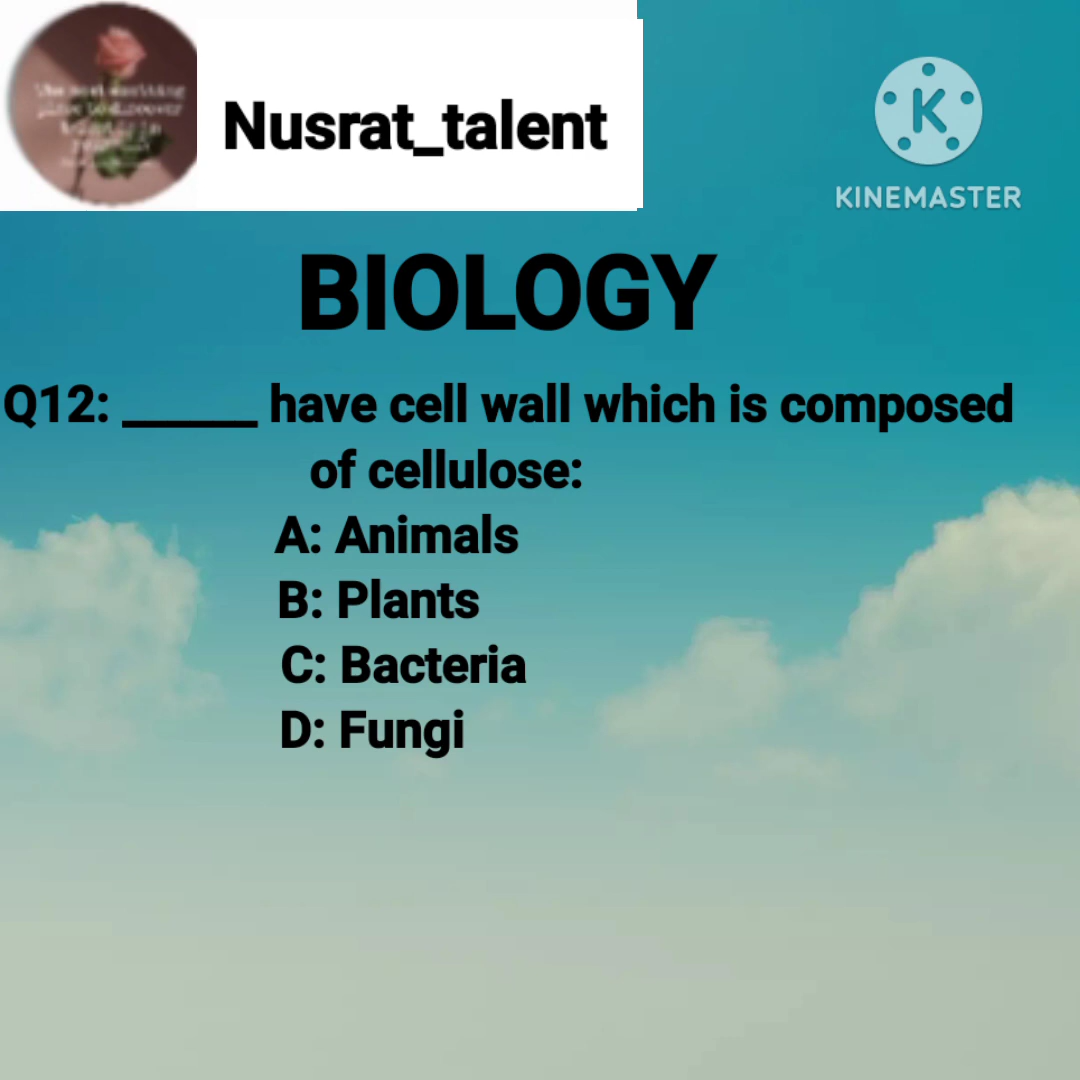 Nusrat_talent
K
KINEMASTER
BIOLOGY
Q12: ______ have cell wall which is composed
of cellulose:
A: Animals
B: Plants
C: Bacteria
D: Fungi